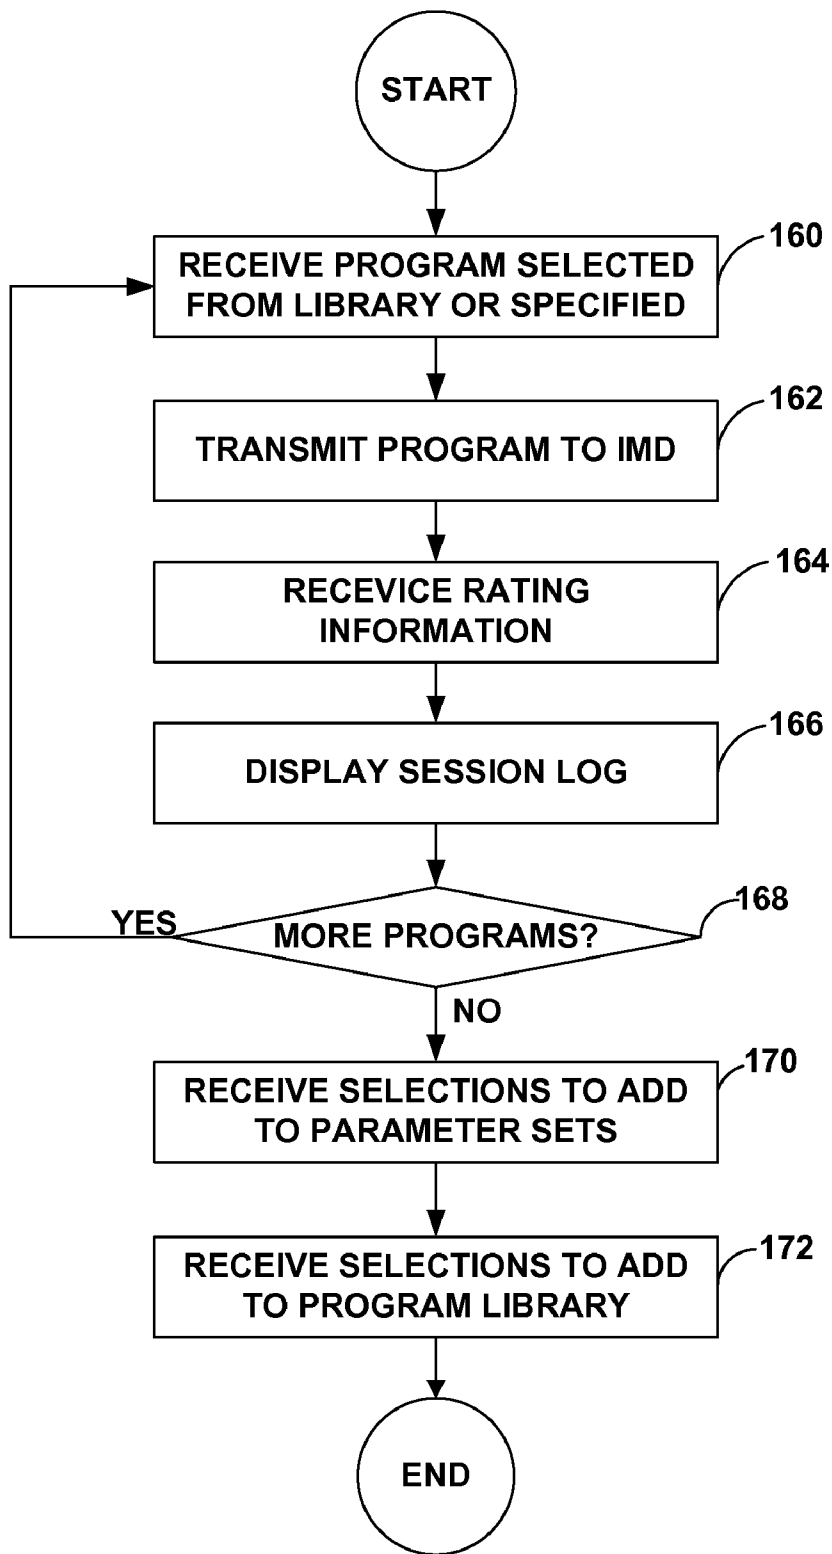 START
160
RECEIVE PROGRAM SELECTED
FROM LIBRARY OR SPECIFIED
162
TRANSMIT PROGRAM TO IMD
164
RECEVICE RATING
INFORMATION
166
DISPLAY SESSION LOG
168
YES
MORE PROGRAMS?
NO
170
RECEIVE SELECTIONS TO ADD
TO PARAMETER SETS
172
RECEIVE SELECTIONS TO ADD
TO PROGRAM LIBRARY
END